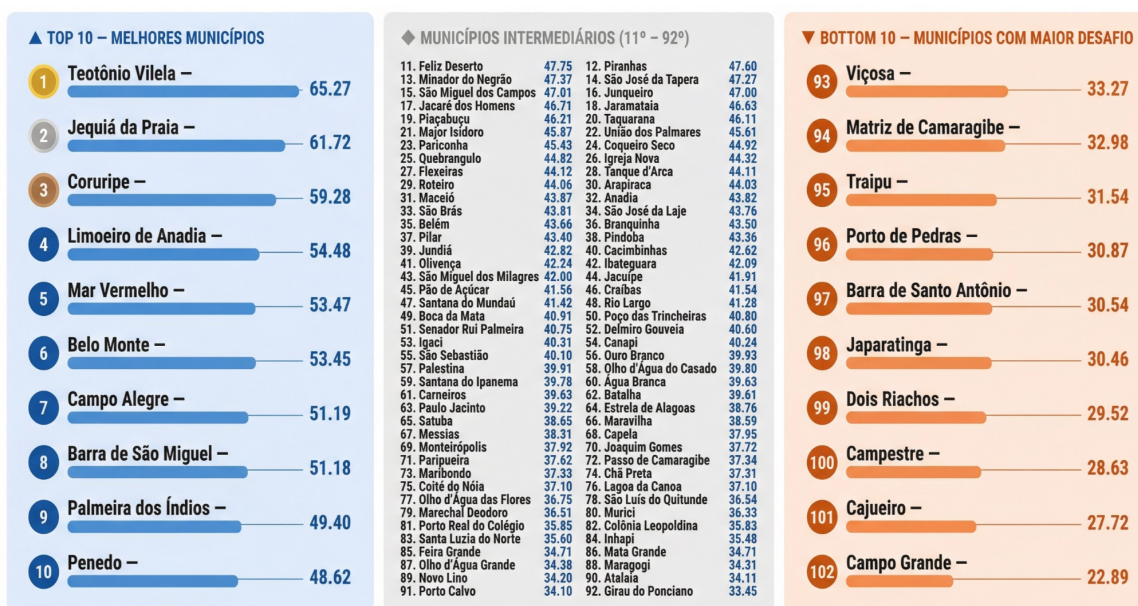 ▲ TOP 10 — MELHORES MUNICÍPIOS
1 Teotônio Vilela — 65.27
2 Jequiá da Praia — 61.72
3 Coruripe — 59.28
4 Limoeiro de Anadia — 54.48
5 Mar Vermelho — 53.47
6 Belo Monte — 53.45
7 Campo Alegre — 51.19
8 Barra de São Miguel — 51.18
9 Palmeira dos Índios — 49.40
10 Penedo — 48.62
◆ MUNICÍPIOS INTERMEDIÁRIOS (11º – 92º)
11. Feliz Deserto 47.75 12. Piranhas 47.60
13. Minador do Negrão 47.37 14. São José da Tapera 47.27
15. São Miguel dos Campos 47.01 16. Junqueiro 47.00
17. Jacaré dos Homens 46.71 18. Jaramataia 46.63
19. Piaçabuçu 46.21 20. Taquarana 46.11
21. Major Isidoro 45.87 22. União dos Palmares 45.61
23. Pariconha 45.43 24. Coqueiro Seco 44.92
25. Quebrangulo 44.82 26. Igreja Nova 44.32
27. Flexeiras 44.12 28. Tanque d'Arca 44.11
29. Roteiro 44.06 30. Arapiraca 44.03
31. Maceió 43.87 32. Anadia 43.82
33. São Brás 43.81 34. São José da Laje 43.76
35. Belém 43.66 36. Branquinha 43.50
37. Pilar 43.40 38. Pindoba 43.36
39. Jundiá 42.82 40. Cacimbinhas 42.62
41. Olivença 42.24 42. Ibateguara 42.09
43. São Miguel dos Milagres 42.00 44. Jacuípe 41.91
45. Pão de Açúcar 41.56 46. Craíbas 41.54
47. Santana do Mundaú 41.42 48. Rio Largo 41.28
49. Boca da Mata 40.91 50. Poço das Trincheiras 40.80
51. Senador Rui Palmeira 40.75 52. Delmiro Gouveia 40.60
53. Igaci 40.31 54. Canapi 40.24
55. São Sebastião 40.10 56. Ouro Branco 39.93
57. Palestina 39.91 58. Olho d'Água do Casado 39.80
59. Santana do Ipanema 39.78 60. Água Branca 39.63
61. Carneiros 39.63 62. Batalha 39.61
63. Paulo Jacinto 39.22 64. Estrela de Alagoas 38.76
65. Satuba 38.65 66. Maravilha 38.59
67. Messias 38.31 68. Capela 37.95
69. Monteirópolis 37.92 70. Joaquim Gomes 37.72
71. Paripueira 37.62 72. Passo de Camaragibe 37.34
73. Maribondo 37.33 74. Chã Preta 37.31
75. Coité do Nóia 37.10 76. Lagoa da Canoa 37.10
77. Olho d'Água das Flores 36.75 78. São Luís do Quitunde 36.54
79. Marechal Deodoro 36.51 80. Murici 36.33
81. Porto Real do Colégio 35.85 82. Colônia Leopoldina 35.83
83. Santa Luzia do Norte 35.60 84. Inhapi 35.48
85. Feira Grande 34.71 86. Mata Grande 34.71
87. Olho d'Água Grande 34.38 88. Maragogi 34.31
89. Novo Lino 34.20 90. Atalaia 34.11
91. Porto Calvo 34.10 92. Girau do Ponciano 33.45
▼ BOTTOM 10 — MUNICÍPIOS COM MAIOR DESAFIO
93 Viçosa — 33.27
94 Matriz de Camaragibe — 32.98
95 Traipu — 31.54
96 Porto de Pedras — 30.87
97 Barra de Santo Antônio — 30.54
98 Japaratinga — 30.46
99 Dois Riachos — 29.52
100 Campestre — 28.63
101 Cajueiro — 27.72
102 Campo Grande — 22.89